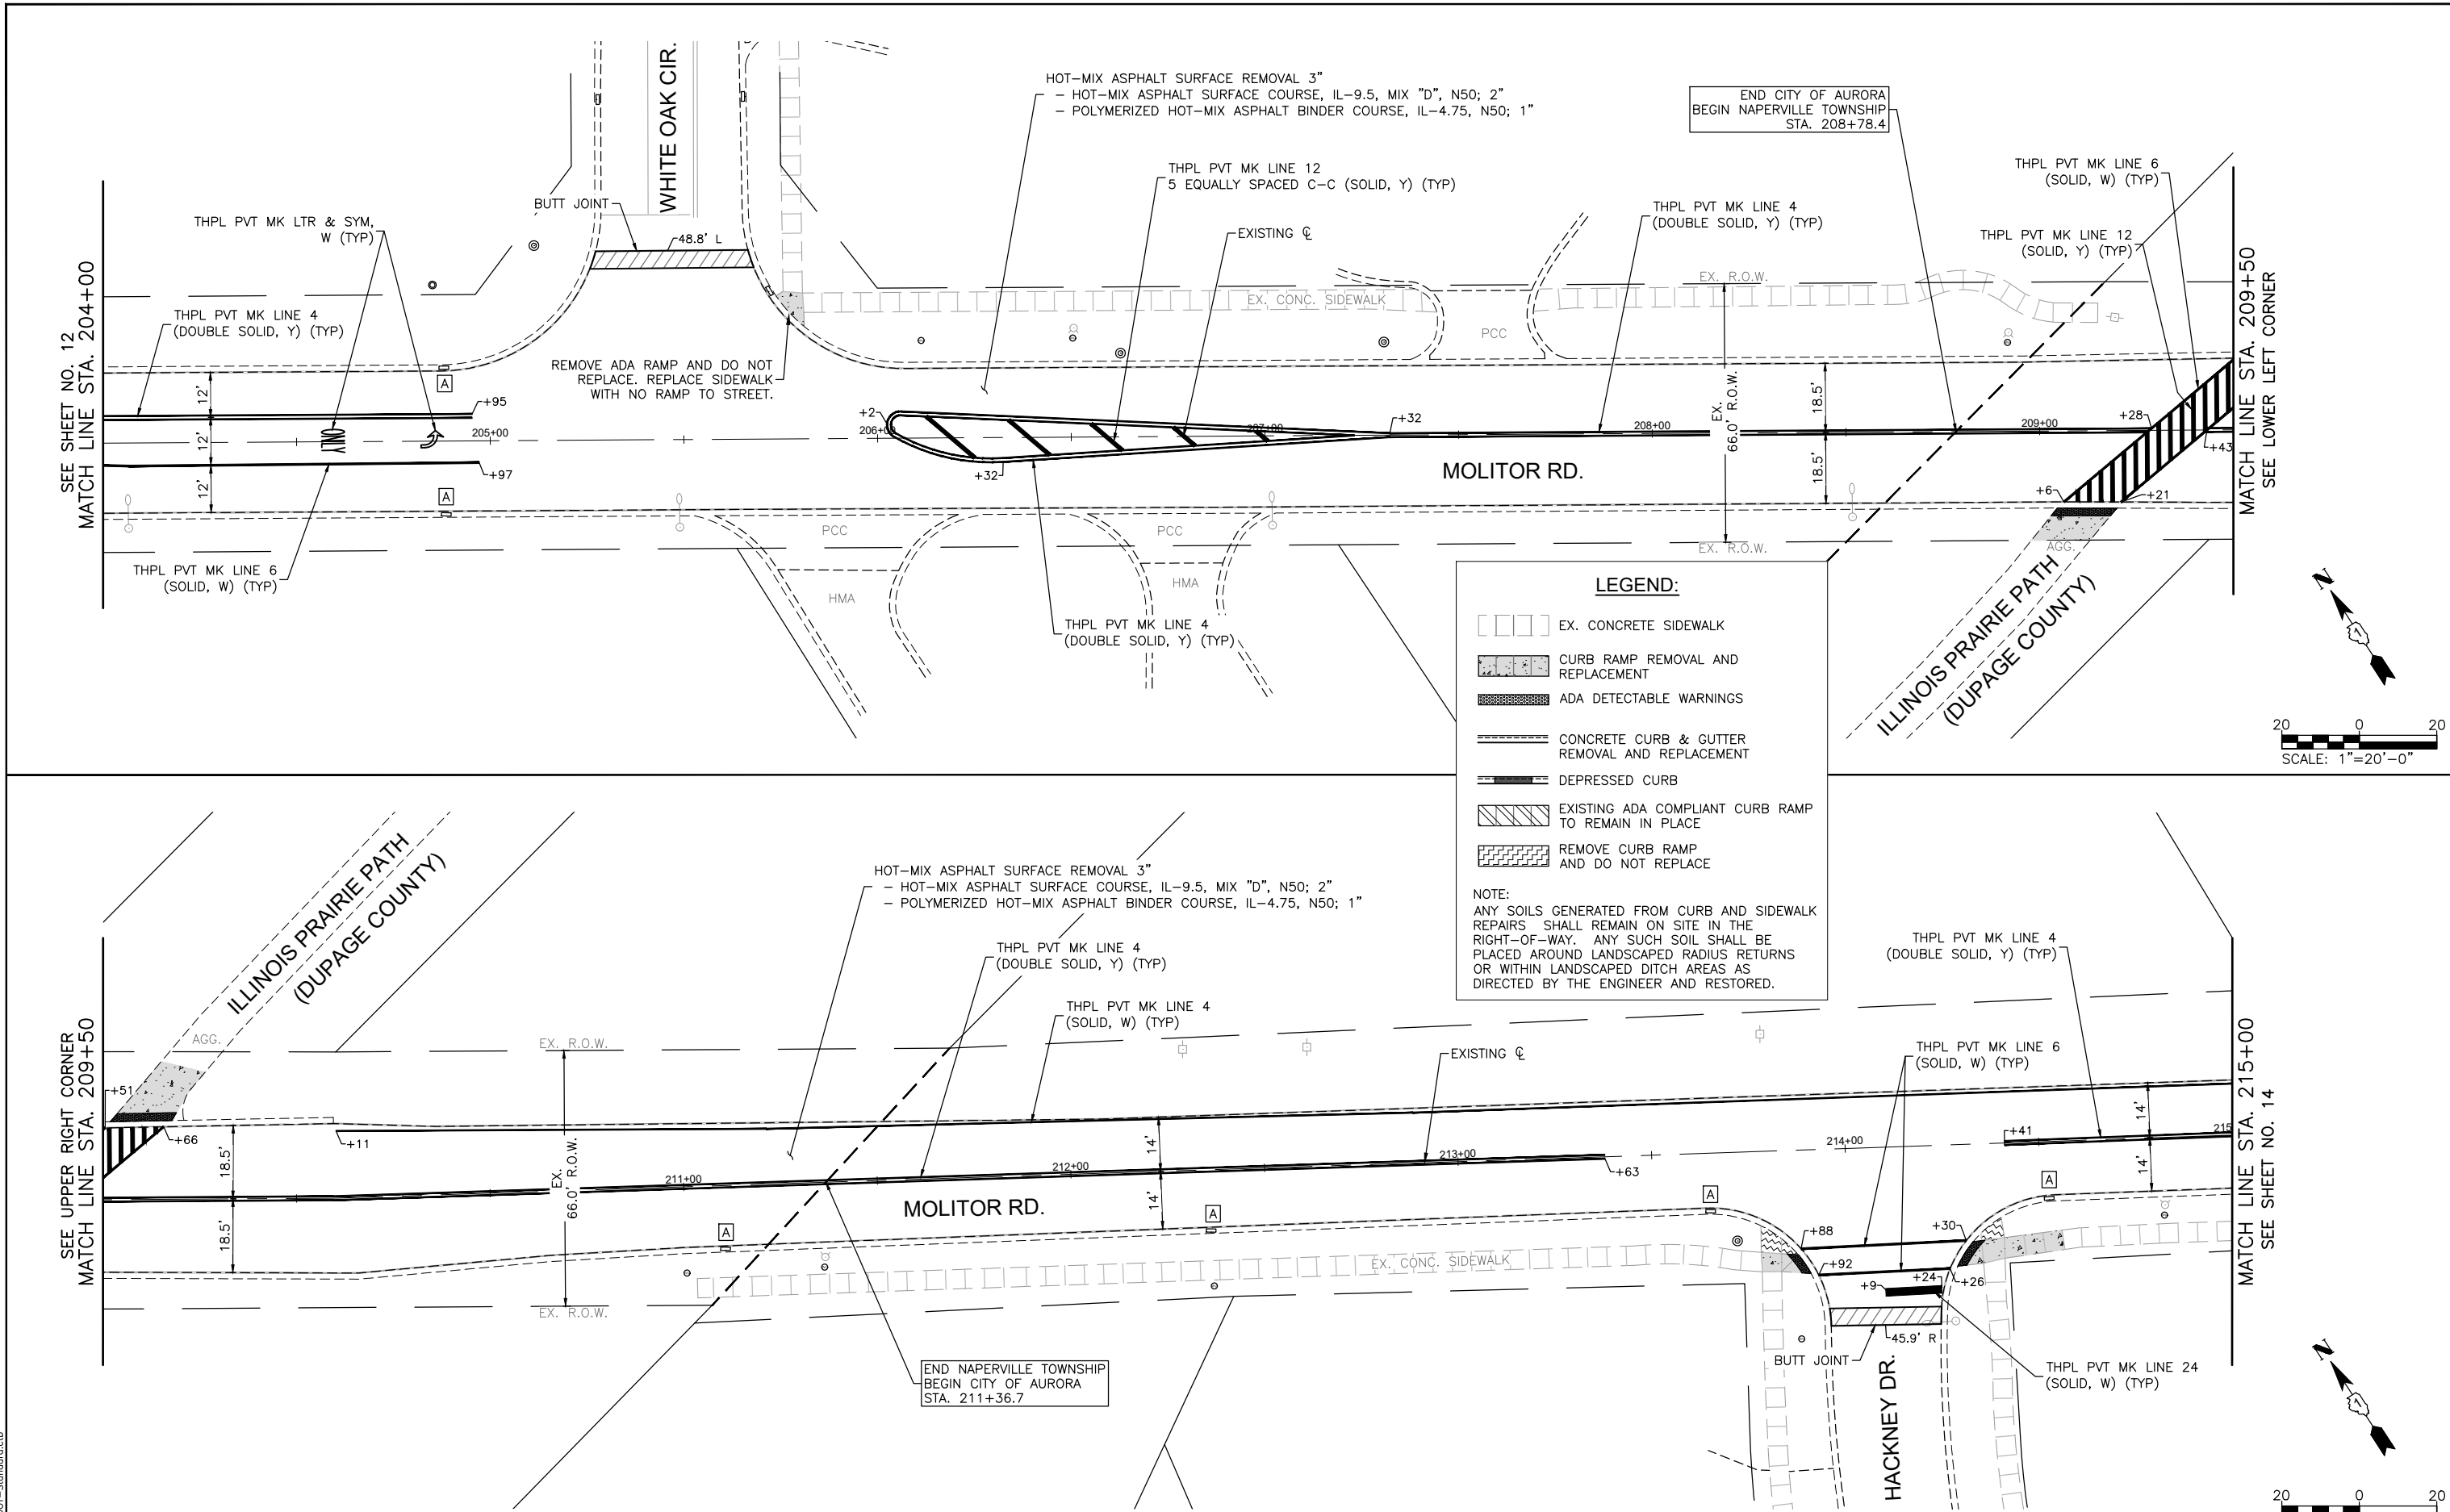 WHITE OAK CIR.
HOT-MIX ASPHALT SURFACE REMOVAL 3"
- HOT-MIX ASPHALT SURFACE COURSE, IL-9.5, MIX "D", N50; 2"
- POLYMERIZED HOT-MIX ASPHALT BINDER COURSE, IL-4.75, N50; 1"
END CITY OF AURORA
BEGIN NAPERVILLE TOWNSHIP
STA. 208+78.4
THPL PVT MK LINE 12
5 EQUALLY SPACED C-C (SOLID, Y) (TYP)
THPL PVT MK LINE 6
(SOLID, W) (TYP)
BUTT JOINT
THPL PVT MK LTR & SYM,
W (TYP)
48.8' L
EXISTING ℄
THPL PVT MK LINE 4
(DOUBLE SOLID, Y) (TYP)
THPL PVT MK LINE 12
(SOLID, Y) (TYP)
SEE SHEET NO. 12
MATCH LINE STA. 204+00
THPL PVT MK LINE 4
(DOUBLE SOLID, Y) (TYP)
EX. CONC. SIDEWALK
EX. R.O.W.
PCC
MATCH LINE STA. 209+50
SEE LOWER LEFT CORNER
REMOVE ADA RAMP AND DO NOT
REPLACE. REPLACE SIDEWALK
WITH NO RAMP TO STREET.
A
12'
12'
12'
+95
ONLY
205+00
+97
A
+2
206+00
207+00
+32
+32
208+00
EX.
66.0' R.O.W.
18.5'
18.5'
209+00
+28
+43
+6
+21
MOLITOR RD.
PCC
PCC
HMA
HMA
EX. R.O.W.
AGG.
THPL PVT MK LINE 6
(SOLID, W) (TYP)
THPL PVT MK LINE 4
(DOUBLE SOLID, Y) (TYP)
ILLINOIS PRAIRIE PATH
(DUPAGE COUNTY)
N
20 0 20
SCALE: 1"=20'-0"
LEGEND:
EX. CONCRETE SIDEWALK
CURB RAMP REMOVAL AND
REPLACEMENT
ADA DETECTABLE WARNINGS
CONCRETE CURB & GUTTER
REMOVAL AND REPLACEMENT
DEPRESSED CURB
EXISTING ADA COMPLIANT CURB RAMP
TO REMAIN IN PLACE
REMOVE CURB RAMP
AND DO NOT REPLACE
NOTE:
ANY SOILS GENERATED FROM CURB AND SIDEWALK
REPAIRS SHALL REMAIN ON SITE IN THE
RIGHT-OF-WAY. ANY SUCH SOIL SHALL BE
PLACED AROUND LANDSCAPED RADIUS RETURNS
OR WITHIN LANDSCAPED DITCH AREAS AS
DIRECTED BY THE ENGINEER AND RESTORED.
ILLINOIS PRAIRIE PATH
(DUPAGE COUNTY)
HOT-MIX ASPHALT SURFACE REMOVAL 3"
- HOT-MIX ASPHALT SURFACE COURSE, IL-9.5, MIX "D", N50; 2"
- POLYMERIZED HOT-MIX ASPHALT BINDER COURSE, IL-4.75, N50; 1"
THPL PVT MK LINE 4
(DOUBLE SOLID, Y) (TYP)
THPL PVT MK LINE 4
(SOLID, W) (TYP)
THPL PVT MK LINE 4
(DOUBLE SOLID, Y) (TYP)
SEE UPPER RIGHT CORNER
MATCH LINE STA. 209+50
AGG.
EX. R.O.W.
EXISTING ℄
THPL PVT MK LINE 6
(SOLID, W) (TYP)
+51
+66
+11
18.5'
18.5'
EX.
66.0' R.O.W.
211+00
212+00
14'
14'
213+00
+63
214+00
+41
14'
14'
215
MOLITOR RD.
A
A
A
A
+88
+30
+92
+24
+26
+9
45.9' R
EX. CONC. SIDEWALK
EX. R.O.W.
BUTT JOINT
THPL PVT MK LINE 24
(SOLID, W) (TYP)
HACKNEY DR.
END NAPERVILLE TOWNSHIP
BEGIN CITY OF AURORA
STA. 211+36.7
MATCH LINE STA. 215+00
SEE SHEET NO. 14
N
20 0 20